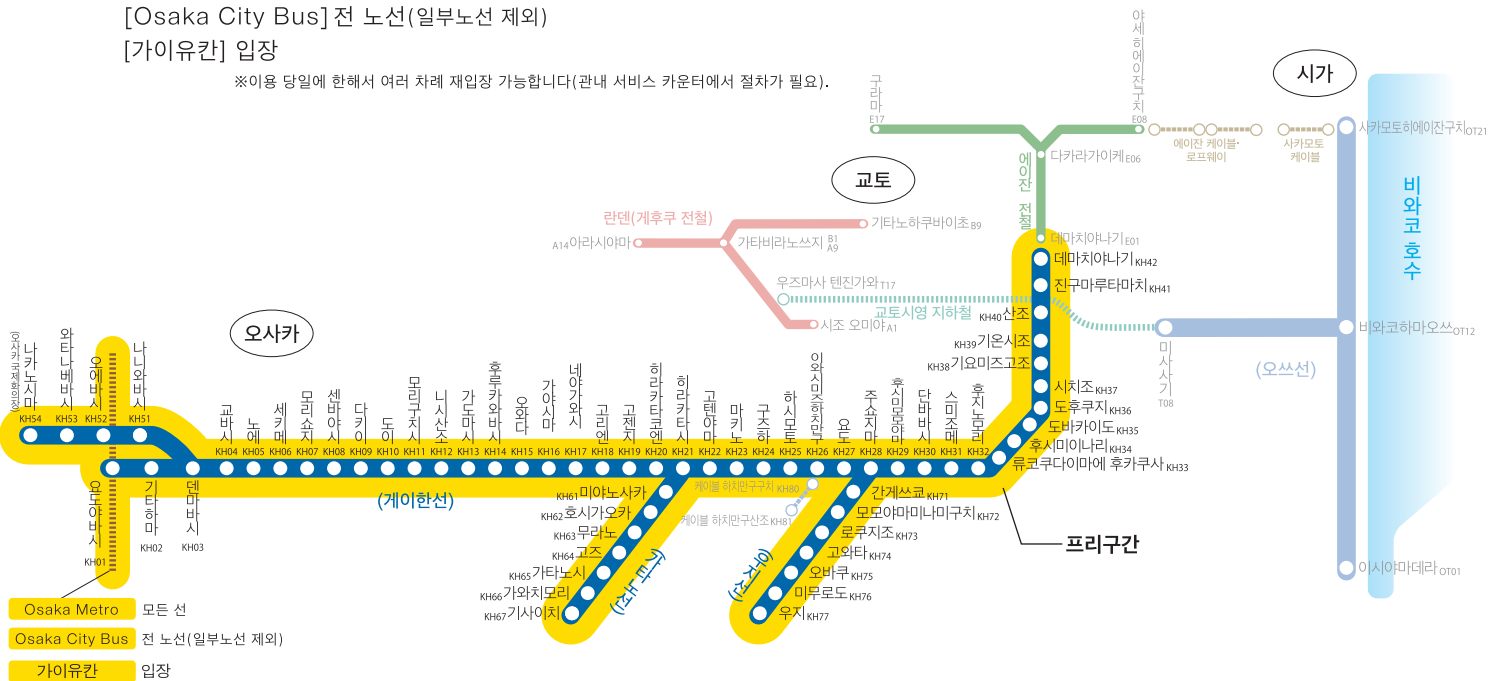 [Osaka City Bus] 전 노선(일부노선 제외)
[가이유칸] 입장
※이용 당일에 한해서 여러 차례 재입장 가능합니다(관내 서비스 카운터에서 절차가 필요).
시가
교토
오사카
구라마
E17
야세히에이잔구치
E08
에이잔 케이블·
로프웨이
사카모토
케이블
사카모토히에이잔구치 OT21
에이잔 전철
다카라가이케 E06
데마치야나기 E01
비와코 호수
란덴(게후쿠 전철)
A14 아라시야마
가타비라노쓰지 B1
A9
기타노하쿠바이초 B9
우즈마사 텐진가와 T17
교토시영 지하철
시조 오미야 A1
미사사기
T08
비와코하마오쓰 OT12
(오쓰선)
이시야마데라 OT01
데마치야나기 KH42
진구마루타마치 KH41
KH40 산조
KH39 기온시조
KH38 기요미즈고조
시치조 KH37
도후쿠지 KH36
도바카이도 KH35
후시미이나리 KH34
류코쿠다이마에 후카쿠사 KH33
나카노시마
(오사카국제회의장)
KH54
와타나베바시
KH53
오에바시
KH52
나니와바시
KH51
요도야바시
KH01
기타하마
KH02
덴마바시
KH03
교바시
KH04
노에
KH05
세키메
KH06
모리쇼지
KH07
센바야시
KH08
다키이
KH09
도이
KH10
모리구치시
KH11
니시산소
KH12
가도마시
KH13
후루카와바시
KH14
오와다
KH15
가야시마
KH16
네야가와시
KH17
고리엔
KH18
고젠지
KH19
히라카타코엔
KH20
히라카타시
KH21
고텐야마
KH22
마키노
KH23
구즈하
KH24
하시모토
KH25
이와시미즈하치만구
KH26
요도
KH27
주쇼지마
KH28
후시미모모야마
KH29
단바바시
KH30
스미조메
KH31
후지노모리
KH32
(게이한선)
케이블 하치만구구치 KH80
케이블 하치만구산조 KH81
KH61 미야노사카
KH62 호시가오카
KH63 무라노
KH64 고즈
KH65 가타노시
KH66 가와치모리
KH67 기사이치
(가타노선)
간게쓰쿄 KH71
모모야마미나미구치 KH72
로쿠지조 KH73
고와타 KH74
오바쿠 KH75
미무로도 KH76
우지 KH77
(우지선)
프리구간
Osaka Metro 모든 선
Osaka City Bus 전 노선(일부노선 제외)
가이유칸 입장